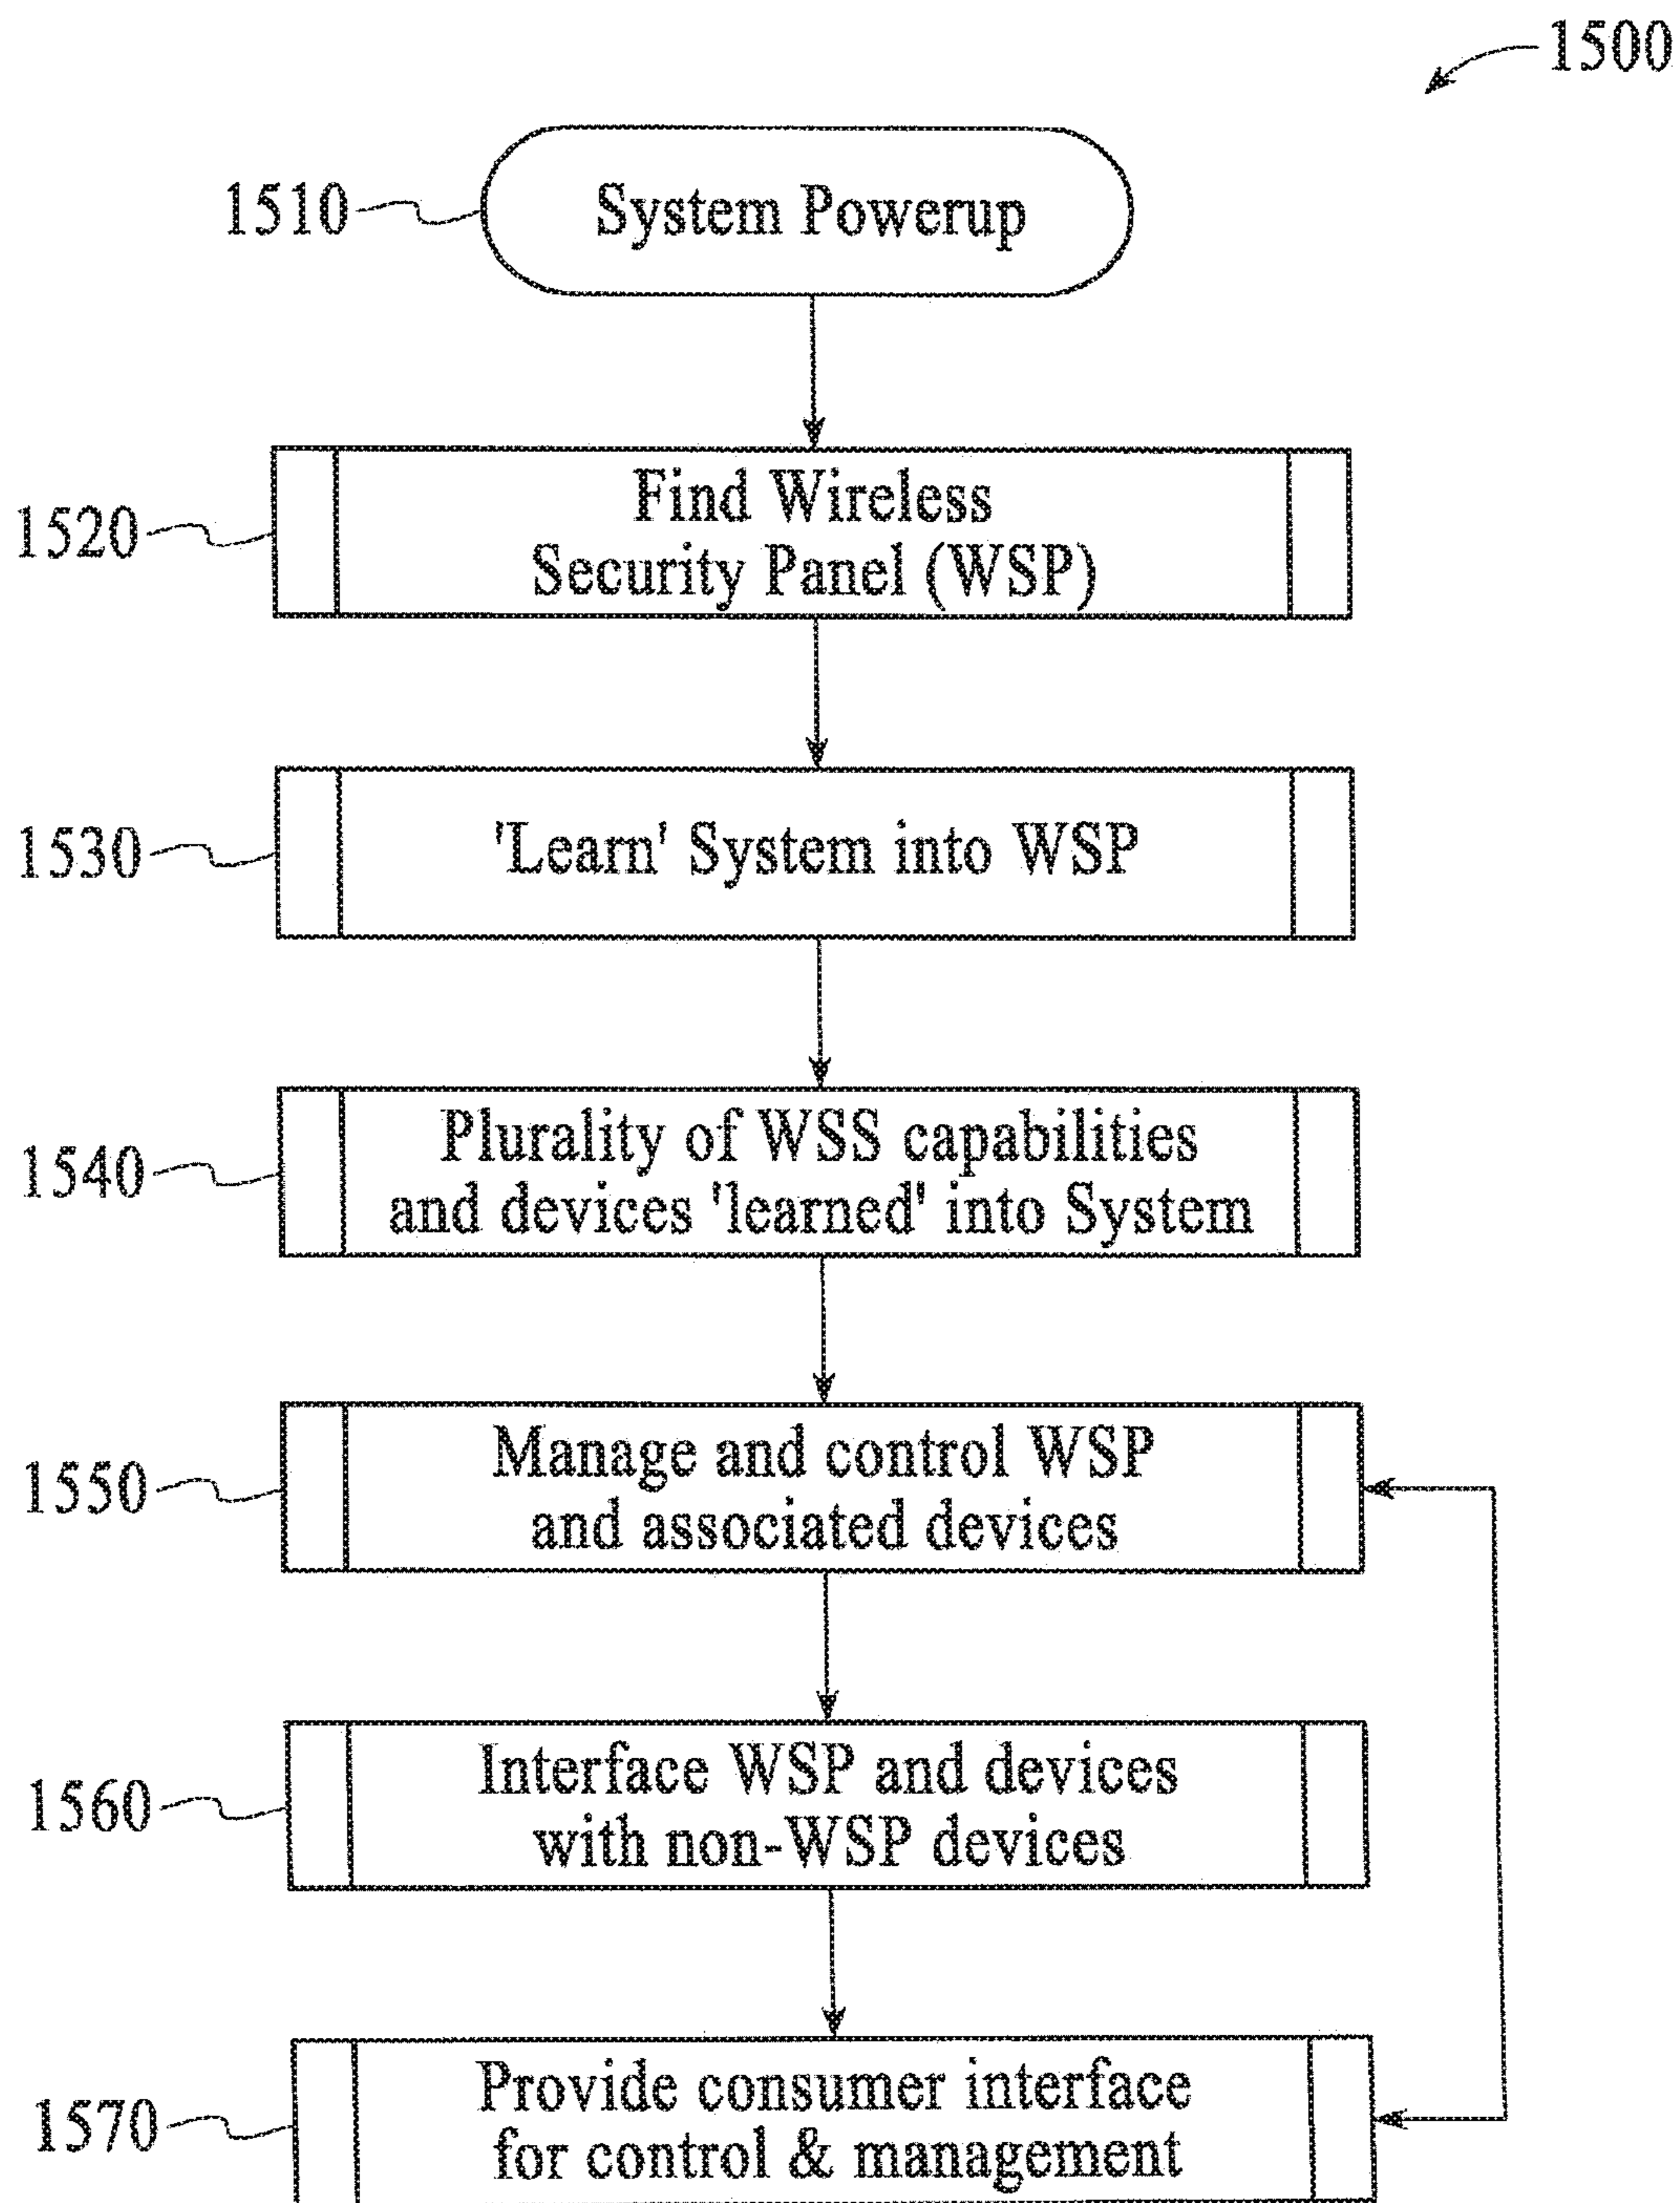 1500
1510
System Powerup
1520
Find Wireless
Security Panel (WSP)
1530
'Learn' System into WSP
1540
Plurality of WSS capabilities
and devices 'learned' into System
1550
Manage and control WSP
and associated devices
1560
Interface WSP and devices
with non-WSP devices
1570
Provide consumer interface
for control & management